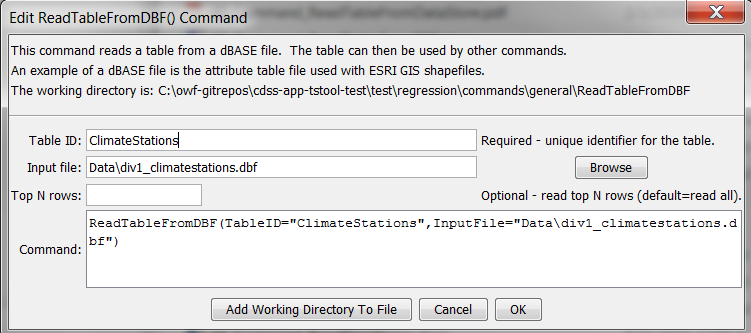 Edit ReadTableFromDBF() Command
This command reads a table from a dBASE file.  The table can then be used by other commands.
An example of a dBASE file is the attribute table file used with ESRI GIS shapefiles.
The working directory is: C:\owf-gitrepos\cdss-app-tstool-test\test\regression\commands\general\ReadTableFromDBF
Table ID: ClimateStations Required - unique identifier for the table.
Input file: Data\div1_climatestations.dbf Browse
Top N rows: Optional - read top N rows (default=read all).
Command: ReadTableFromDBF(TableID="ClimateStations",InputFile="Data\div1_climatestations.d
bf")
Add Working Directory To File Cancel OK